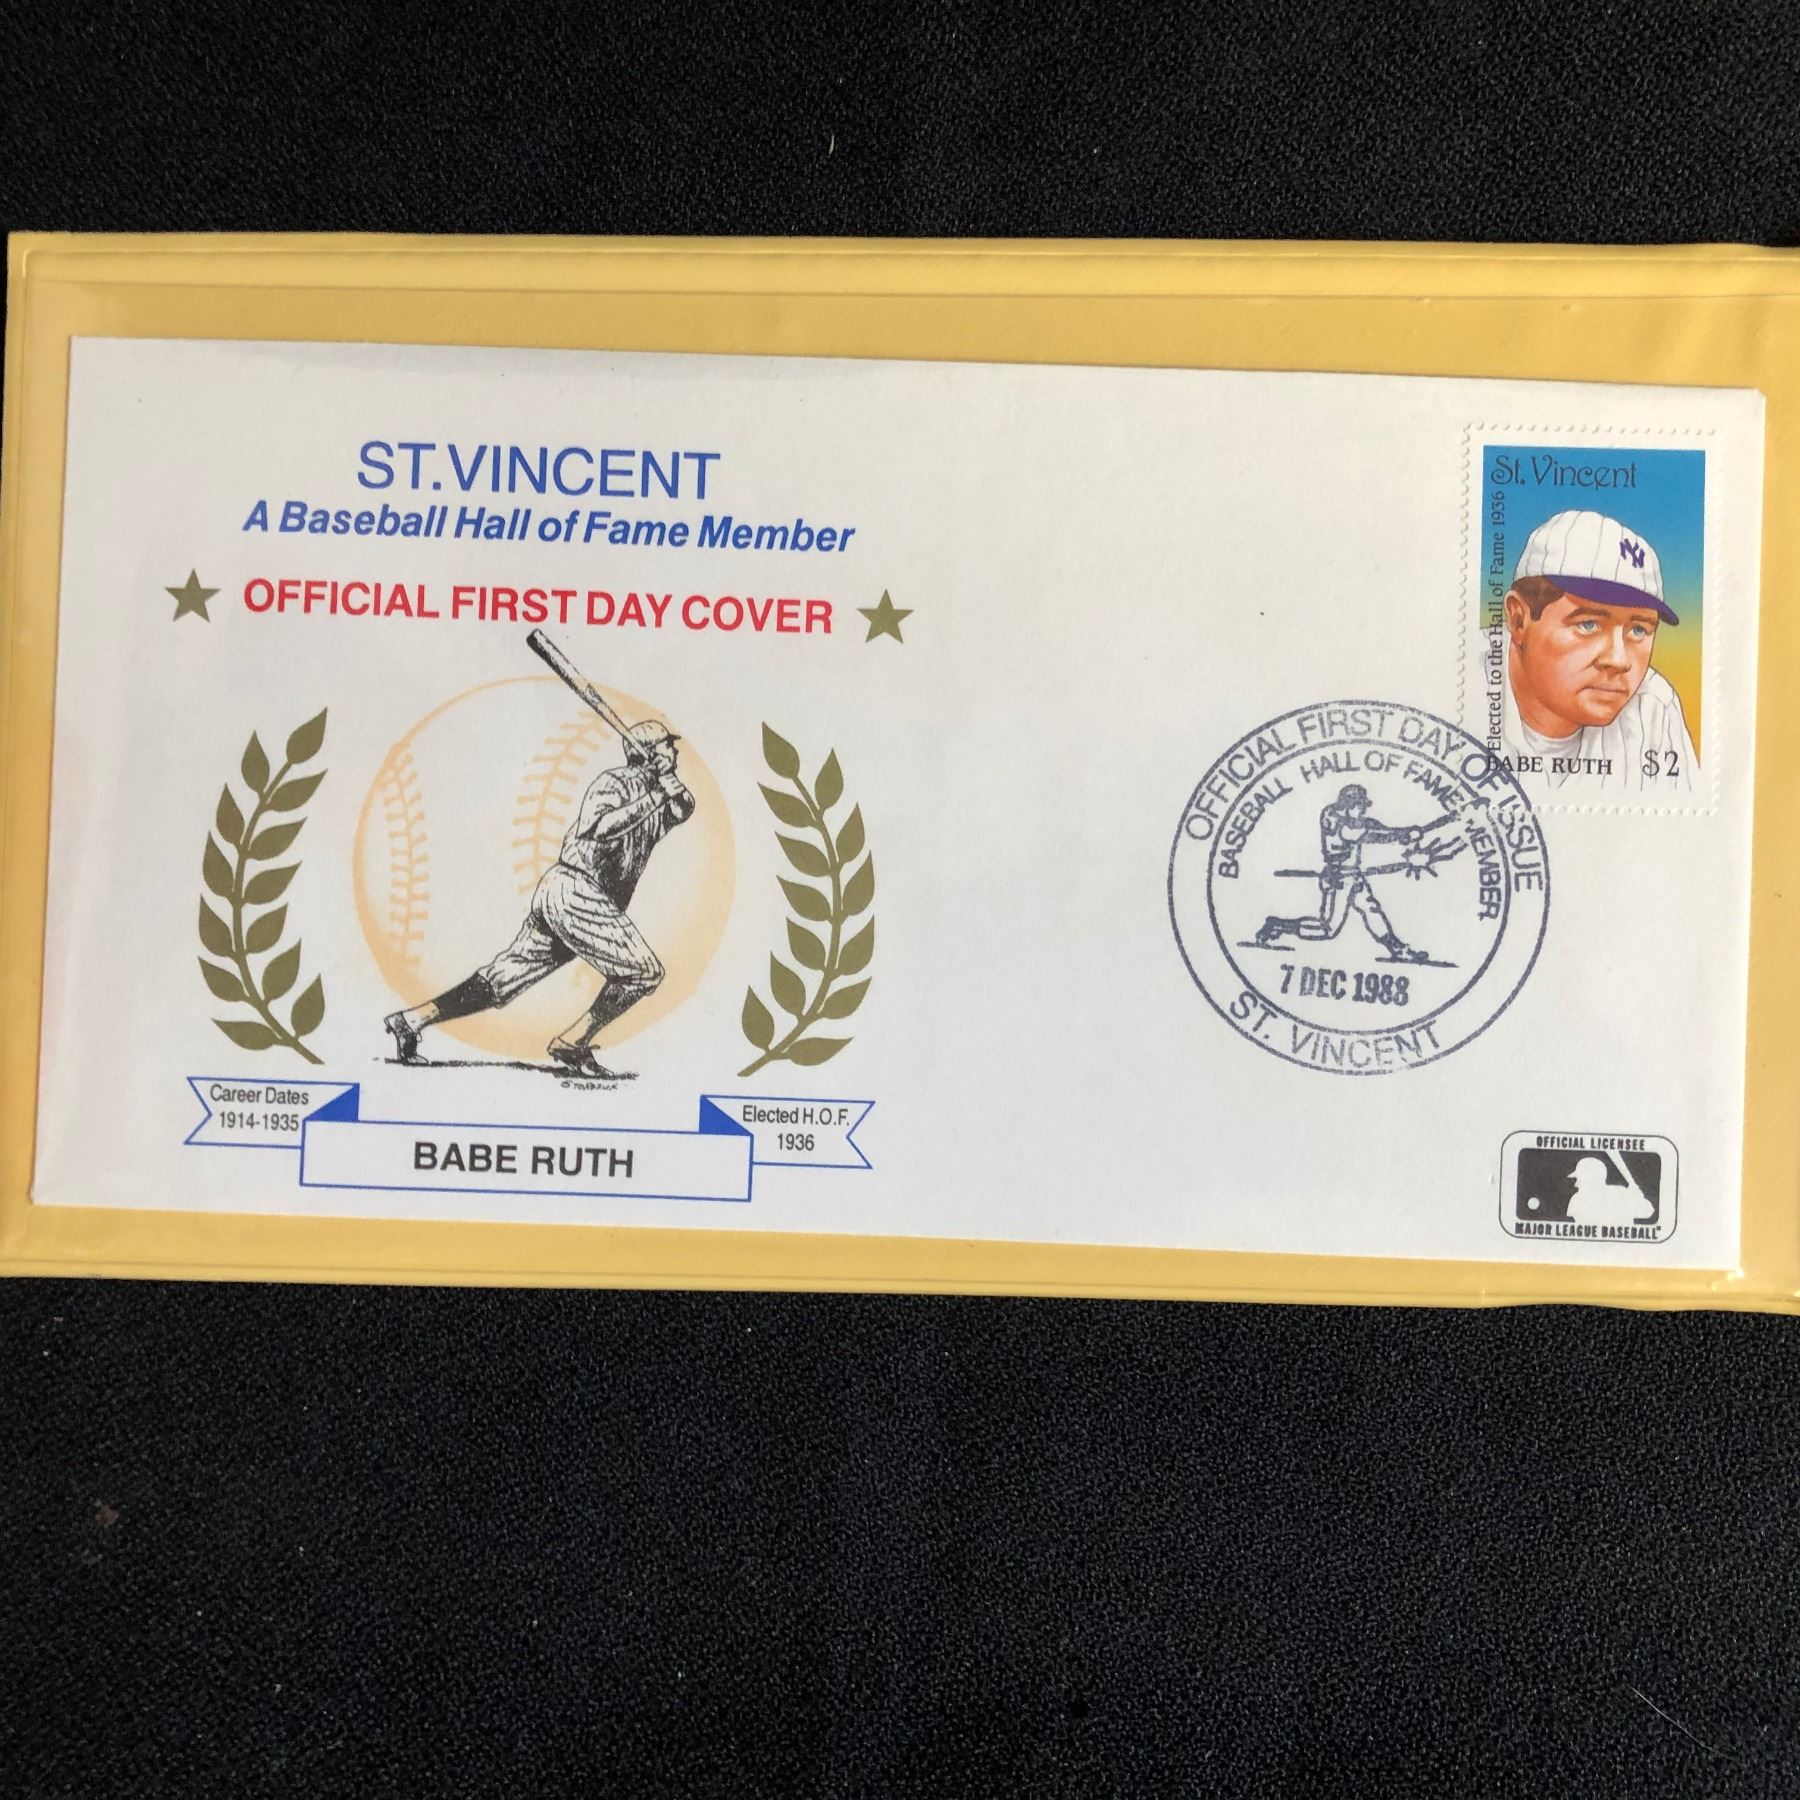 ST.VINCENT
A Baseball Hall of Fame Member
OFFICIAL FIRST DAY COVER
Career Dates
1914-1935
BABE RUTH
Elected H.O.F.
1936
St. Vincent
Elected to the Hall of Fame 1936
BABE RUTH $2
OFFICIAL FIRST DAY OF ISSUE
BASEBALL HALL OF FAME MEMBER
7 DEC 1988
ST. VINCENT
OFFICIAL LICENSEE
MAJOR LEAGUE BASEBALL
NY